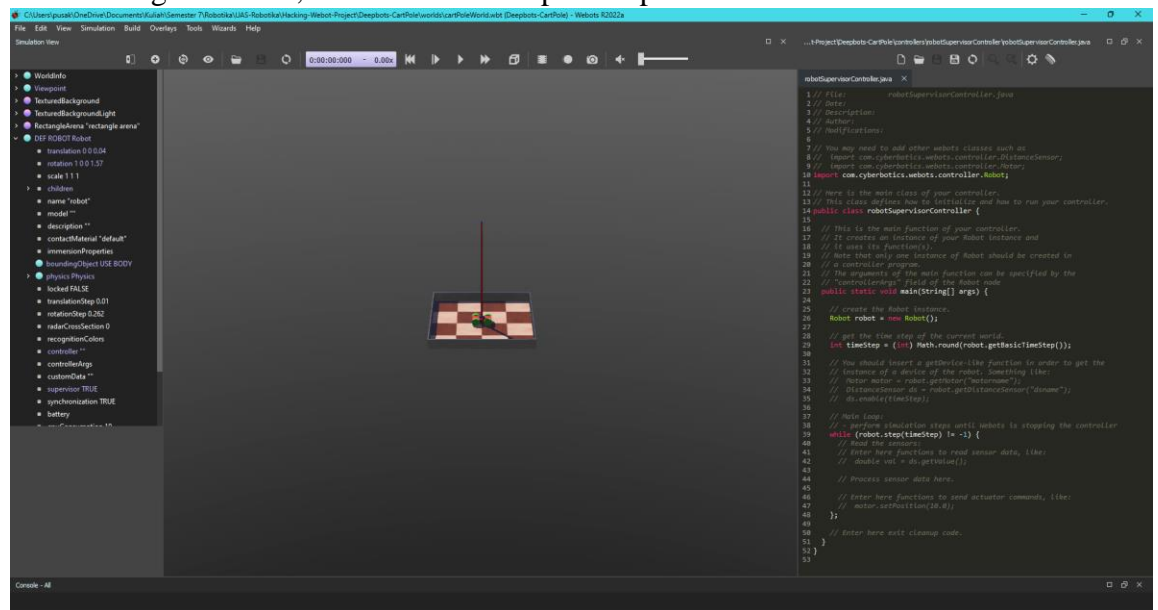 C:\Users\pusak\OneDrive\Documents\Kuliah\Semester 7\Robotika\UAS-Robotika\Hacking-Webot-Project\Deepbots-CartPole\worlds\cartPoleWorld.wbt (Deepbots-CartPole) - Webots R2022a
File Edit View Simulation Build Overlays Tools Wizards Help
Simulation View
0:00:00:000 - 0.00x
WorldInfo
Viewpoint
TexturedBackground
TexturedBackgroundLight
RectangleArena "rectangle arena"
DEF ROBOT Robot
translation 0 0 0.04
rotation 1 0 0 1.57
scale 1 1 1
children
name "robot"
model ""
description ""
contactMaterial "default"
immersionProperties
boundingObject USE BODY
physics Physics
locked FALSE
translationStep 0.01
rotationStep 0.262
radarCrossSection 0
recognitionColors
controller ""
controllerArgs
customData ""
supervisor TRUE
synchronization TRUE
battery
...t-Project\Deepbots-CartPole\controllers\robotSupervisorController\robotSupervisorController.java
robotSupervisorController.java
1 // File: robotSupervisorController.java
2 // Date:
3 // Description:
4 // Author:
5 // Modifications:
6
7 // You may need to add other webots classes such as
8 // import com.cyberbotics.webots.controller.DistanceSensor;
9 // import com.cyberbotics.webots.controller.Motor;
10 import com.cyberbotics.webots.controller.Robot;
11
12 // Here is the main class of your controller.
13 // This class defines how to initialize and how to run your controller.
14 public class robotSupervisorController {
15
16 // This is the main function of your controller.
17 // It creates an instance of your Robot instance and
18 // it uses its function(s).
19 // Note that only one instance of Robot should be created in
20 // a controller program.
21 // The arguments of the main function can be specified by the
22 // "controllerArgs" field of the Robot node
23 public static void main(String[] args) {
24
25 // create the Robot instance.
26 Robot robot = new Robot();
27
28 // get the time step of the current world.
29 int timeStep = (int) Math.round(robot.getBasicTimeStep());
30
31 // You should insert a getDevice-like function in order to get the
32 // instance of a device of the robot. Something like:
33 // Motor motor = robot.getMotor("motorname");
34 // DistanceSensor ds = robot.getDistanceSensor("dsname");
35 // ds.enable(timeStep);
36
37 // Main loop:
38 // - perform simulation steps until Webots is stopping the controller
39 while (robot.step(timeStep) != -1) {
40 // Read the sensors:
41 // Enter here functions to read sensor data, like:
42 // double val = ds.getValue();
43
44 // Process sensor data here.
45
46 // Enter here functions to send actuator commands, like:
47 // motor.setPosition(10.0);
48 };
49
50 // Enter here exit cleanup code.
51 }
52 }
53
Console - All